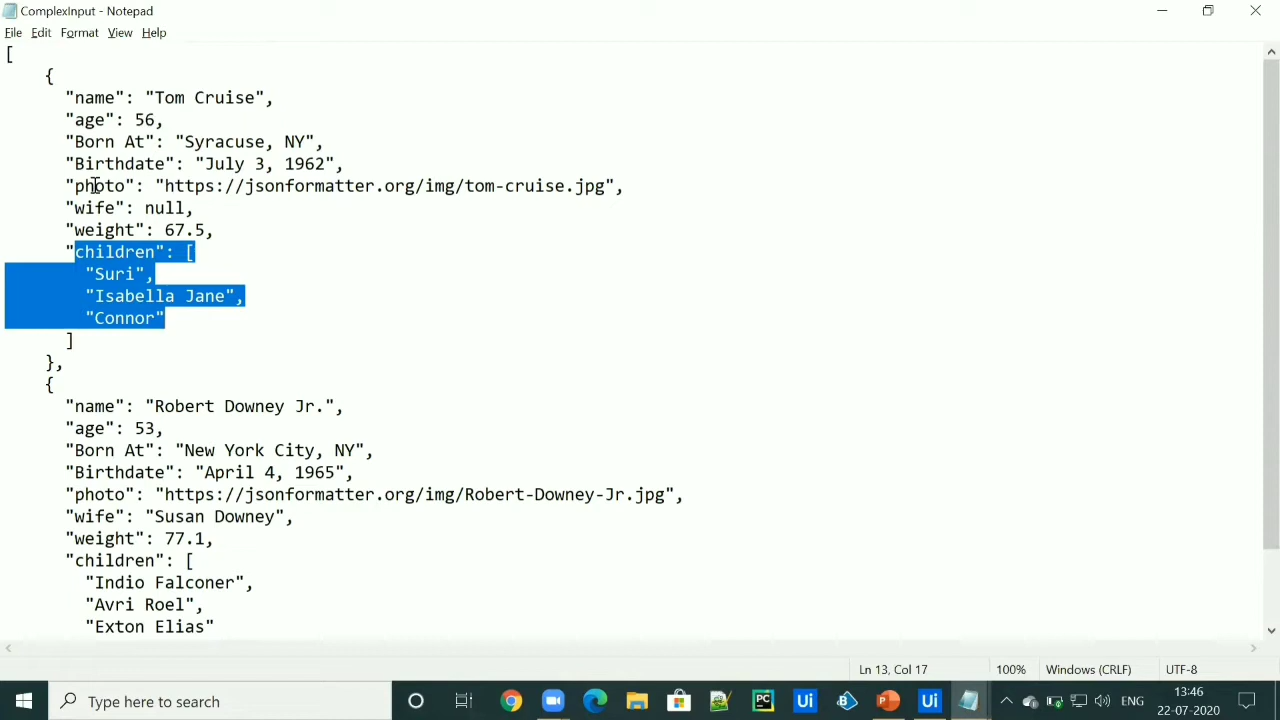 ComplexInput - Notepad
File Edit Format View Help
[
{
"name": "Tom Cruise",
"age": 56,
"Born At": "Syracuse, NY",
"Birthdate": "July 3, 1962",
"photo": "https://jsonformatter.org/img/tom-cruise.jpg",
"wife": null,
"weight": 67.5,
"children": [
"Suri",
"Isabella Jane",
"Connor"
]
},
{
"name": "Robert Downey Jr.",
"age": 53,
"Born At": "New York City, NY",
"Birthdate": "April 4, 1965",
"photo": "https://jsonformatter.org/img/Robert-Downey-Jr.jpg",
"wife": "Susan Downey",
"weight": 77.1,
"children": [
"Indio Falconer",
"Avri Roel",
"Exton Elias"
Ln 13, Col 17 100% Windows (CRLF) UTF-8
Type here to search PC Ui B P Ui ENG 13:46
22-07-2020